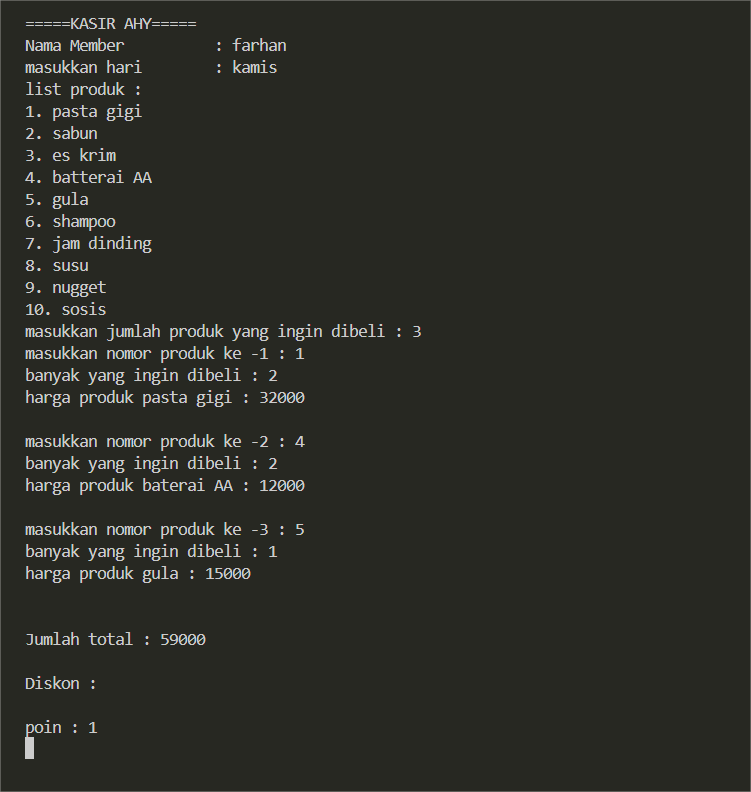 =====KASIR AHY=====
Nama Member          : farhan
masukkan hari        : kamis
list produk :
1. pasta gigi
2. sabun
3. es krim
4. batterai AA
5. gula
6. shampoo
7. jam dinding
8. susu
9. nugget
10. sosis
masukkan jumlah produk yang ingin dibeli : 3
masukkan nomor produk ke -1 : 1
banyak yang ingin dibeli : 2
harga produk pasta gigi : 32000
masukkan nomor produk ke -2 : 4
banyak yang ingin dibeli : 2
harga produk baterai AA : 12000
masukkan nomor produk ke -3 : 5
banyak yang ingin dibeli : 1
harga produk gula : 15000
Jumlah total : 59000
Diskon :
poin : 1